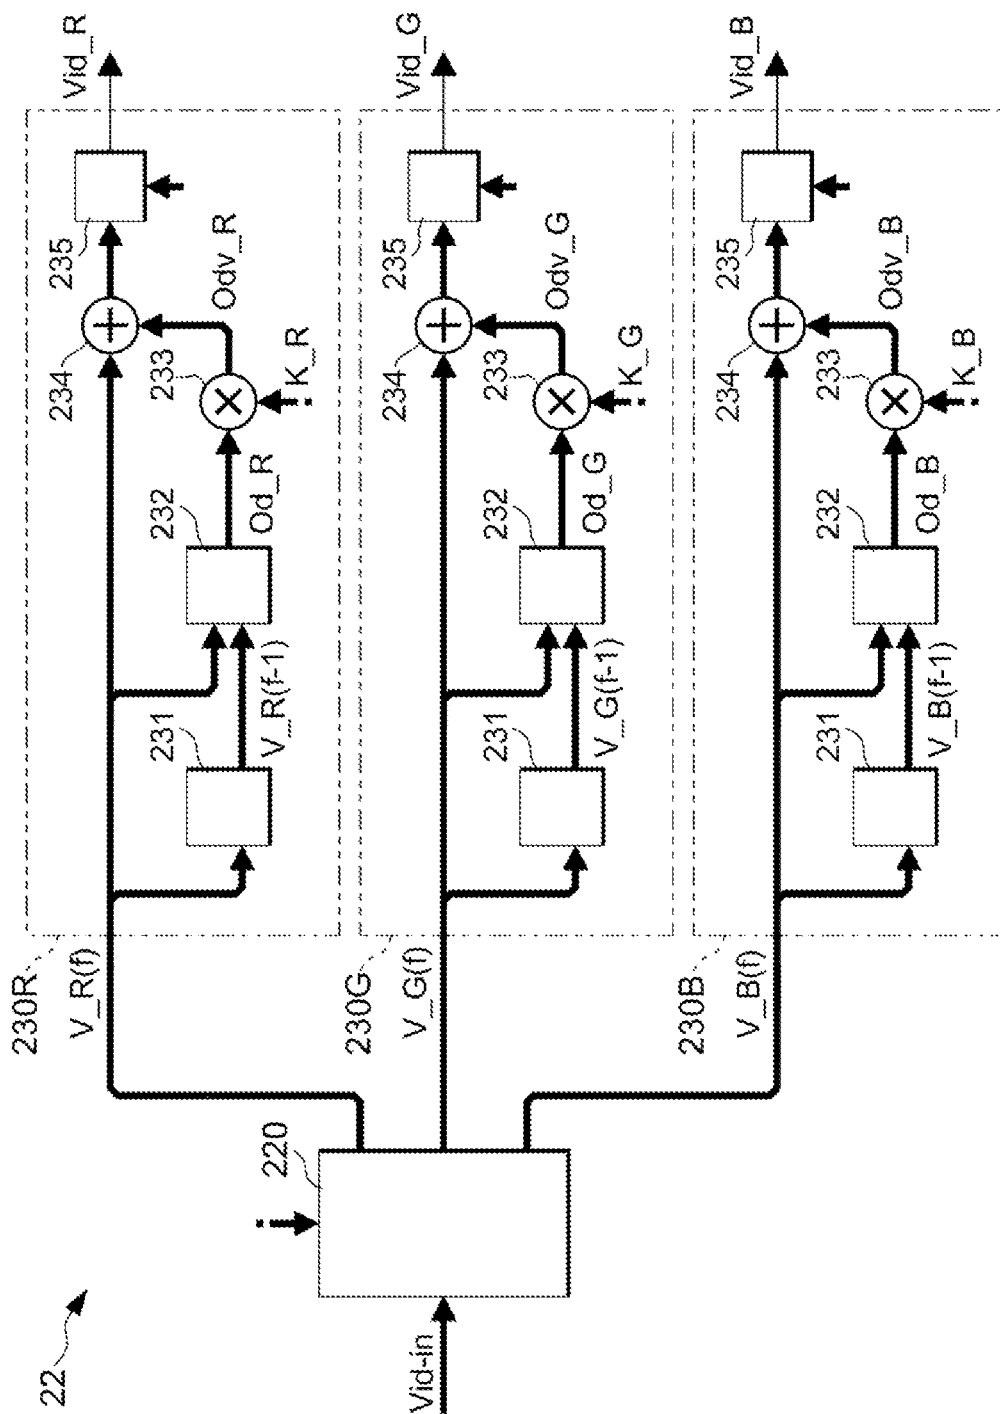 22
Vid-in
220
230R
V_R(f)
231
V_R(f-1)
232
Od_R
233
K_R
234
Odv_R
235
Vid_R
230G
V_G(f)
231
V_G(f-1)
232
Od_G
233
K_G
234
Odv_G
235
Vid_G
230B
V_B(f)
231
V_B(f-1)
232
Od_B
233
K_B
234
Odv_B
235
Vid_B